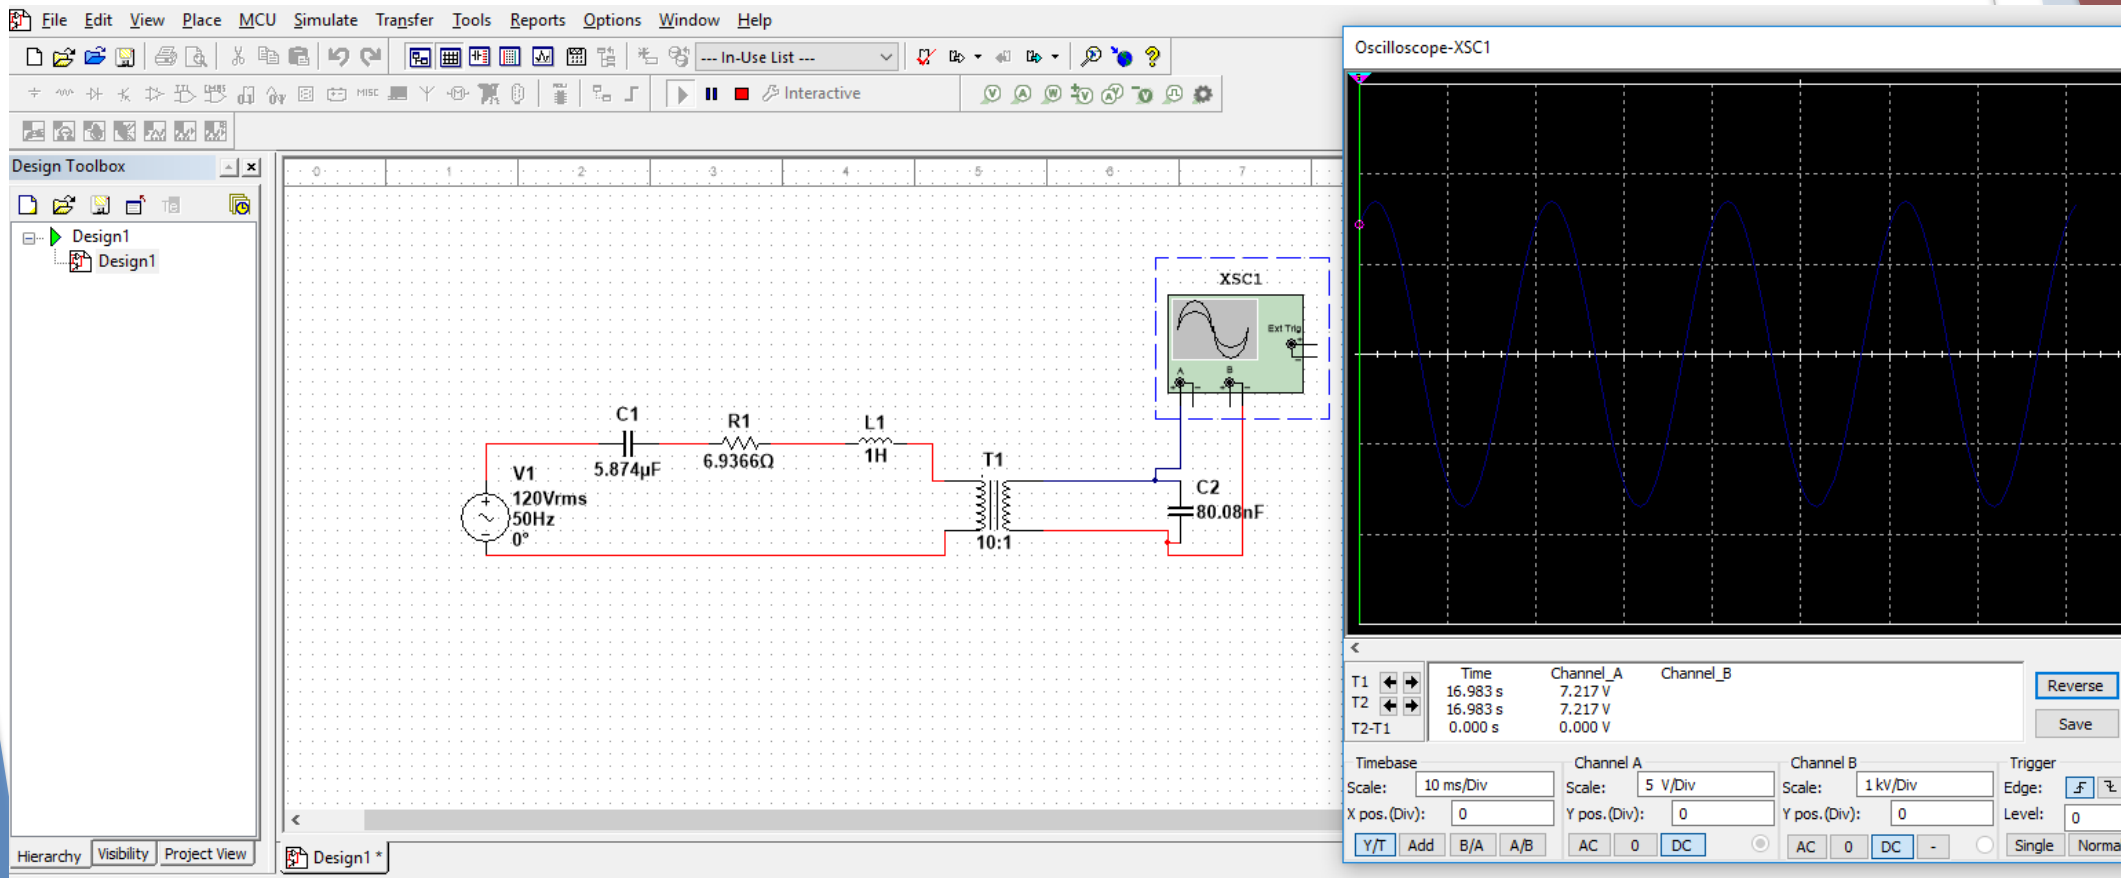 File Edit View Place MCU Simulate Transfer Tools Reports Options Window Help
--- In-Use List ---
MISC
Interactive
Design Toolbox
Design1
Design1
0 1 2 3 4 5 6 7
XSC1
Ext Trig
A B
C1
5.874µF
R1
6.9366Ω
L1
1H
T1
10:1
V1
120Vrms
50Hz
0°
C2
80.08nF
Hierarchy Visibility Project View
Design1 *
Oscilloscope-XSC1
Time Channel_A Channel_B
T1 16.983 s 7.217 V
T2 16.983 s 7.217 V
T2-T1 0.000 s 0.000 V
Reverse
Save
Timebase
Scale: 10 ms/Div
X pos.(Div): 0
Y/T Add B/A A/B
Channel A
Scale: 5 V/Div
Y pos.(Div): 0
AC 0 DC
Channel B
Scale: 1 kV/Div
Y pos.(Div): 0
AC 0 DC -
Trigger
Edge:
Level: 0
Single Norma